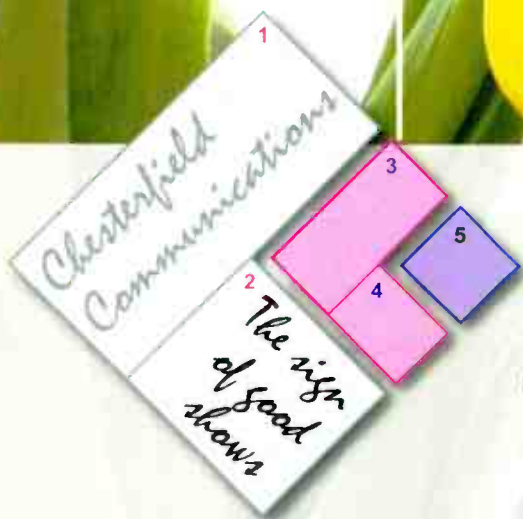 1
Chesterfield
Communications
2
The sign
of good
shows
3
4
5